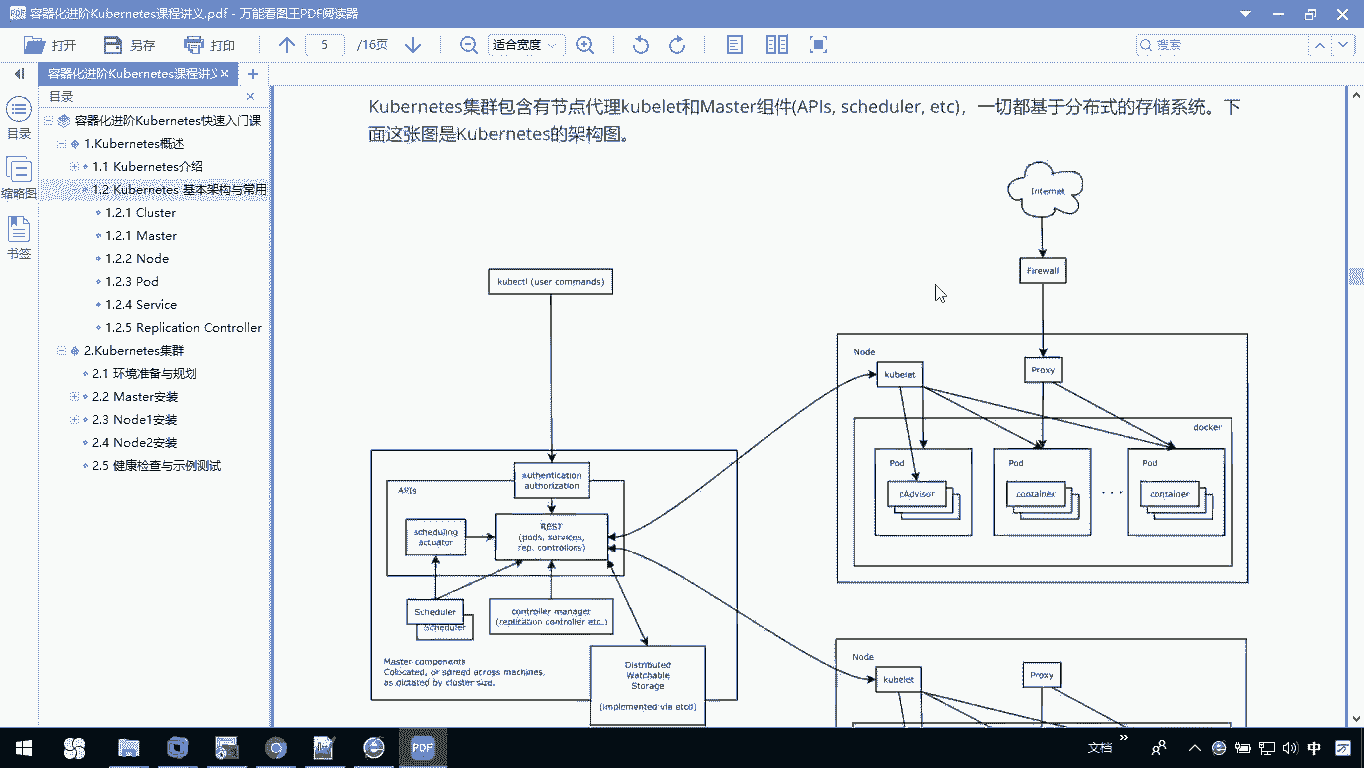 容器化进阶Kubernetes课程讲义.pdf - 万能看图王PDF阅读器
打开 另存 打印 5 /16页 适合宽度 搜索
容器化进阶Kubernetes课程讲义
目录
目录
缩略图
书签
容器化进阶Kubernetes快速入门课
1.Kubernetes概述
1.1 Kubernetes介绍
1.2 Kubernetes 基本架构与常用
1.2.1 Cluster
1.2.1 Master
1.2.2 Node
1.2.3 Pod
1.2.4 Service
1.2.5 Replication Controller
2.Kubernetes集群
2.1 环境准备与规划
2.2 Master安装
2.3 Node1安装
2.4 Node2安装
2.5 健康检查与示例测试
Kubernetes集群包含有节点代理kubelet和Master组件(APIs, scheduler, etc)，一切都基于分布式的存储系统。下
面这张图是Kubernetes的架构图。
Internet
Firewall
kubectl (user commands)
Node
kubelet
Proxy
docker
Pod
cAdvisor
Pod
container
...
Pod
container
authentication
authorization
APIs
scheduling
actuator
REST
(pods, services,
rep. controllers)
Scheduler
Scheduler
controller manager
(replication controller etc.)
Master components
Colocated, or spread across machines,
as dictated by cluster size.
Distributed
Watchable
Storage
(implemented via etcd)
Node
kubelet
Proxy
PDF
文档
中